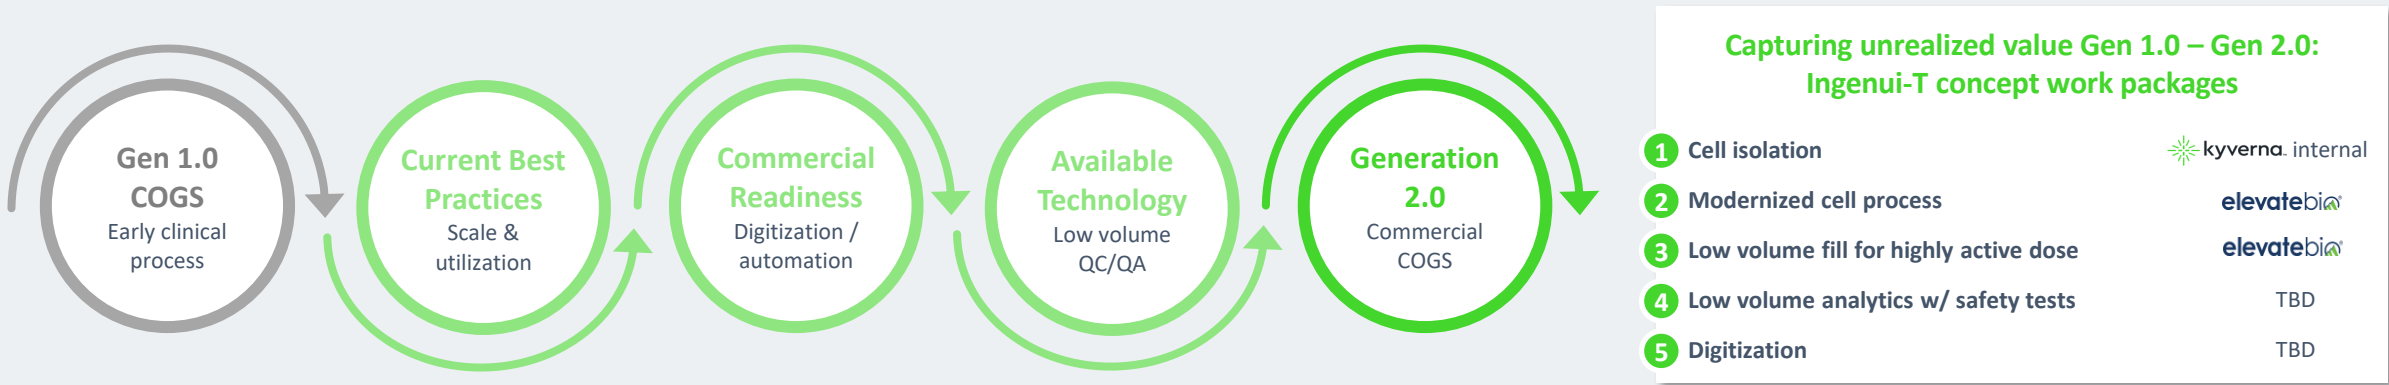 Gen 1.0
COGS
Early clinical
process
Current Best
Practices
Scale &
utilization
Commercial
Readiness
Digitization /
automation
Available
Technology
Low volume
QC/QA
Generation
2.0
Commercial
COGS
Capturing unrealized value Gen 1.0 – Gen 2.0:
Ingenui-T concept work packages
1 Cell isolation kyverna internal
2 Modernized cell process elevatebio
3 Low volume fill for highly active dose elevatebio
4 Low volume analytics w/ safety tests TBD
5 Digitization TBD